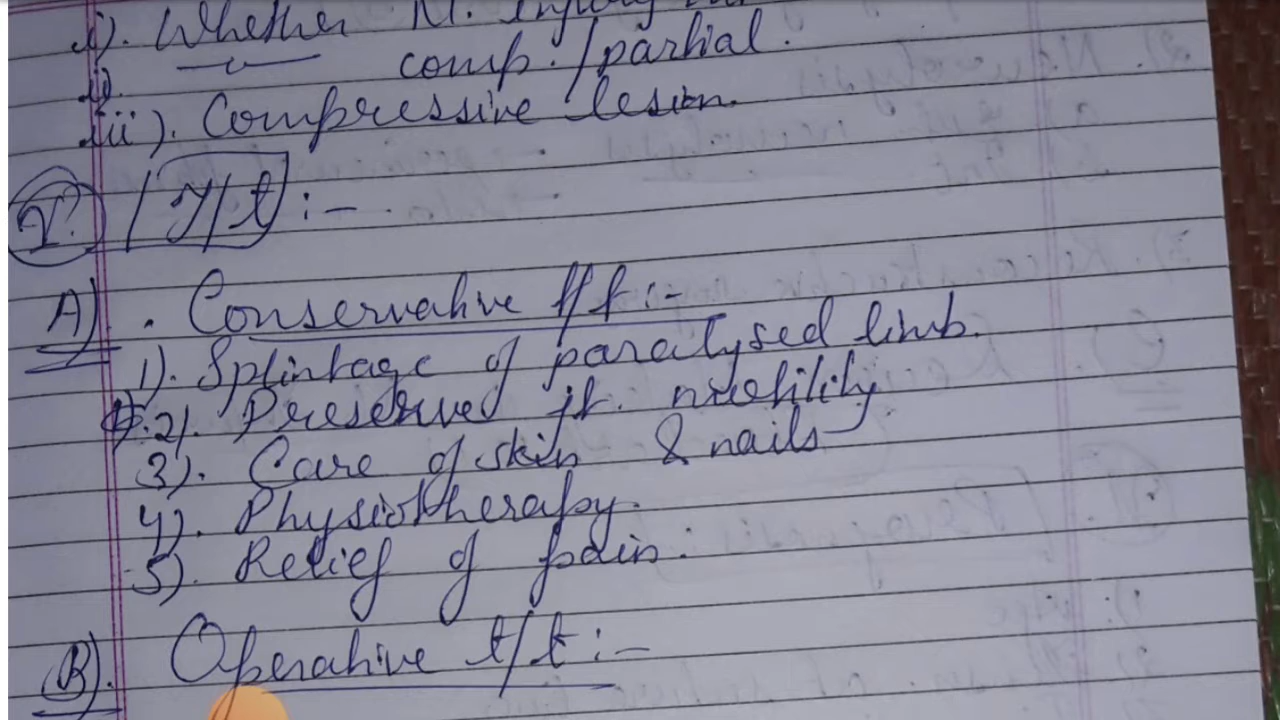 i). Whether N. Injury
ii). comp./partial.
iii). Compressive lesion.
V. T/t :-
A). Conservative t/t :-
1). Splintage of paralysed limb.
2). Preserve jt. mobility
3). Care of skin & nails
4). Physiotherapy.
5). Relief of pain.
B). Operative t/t :-